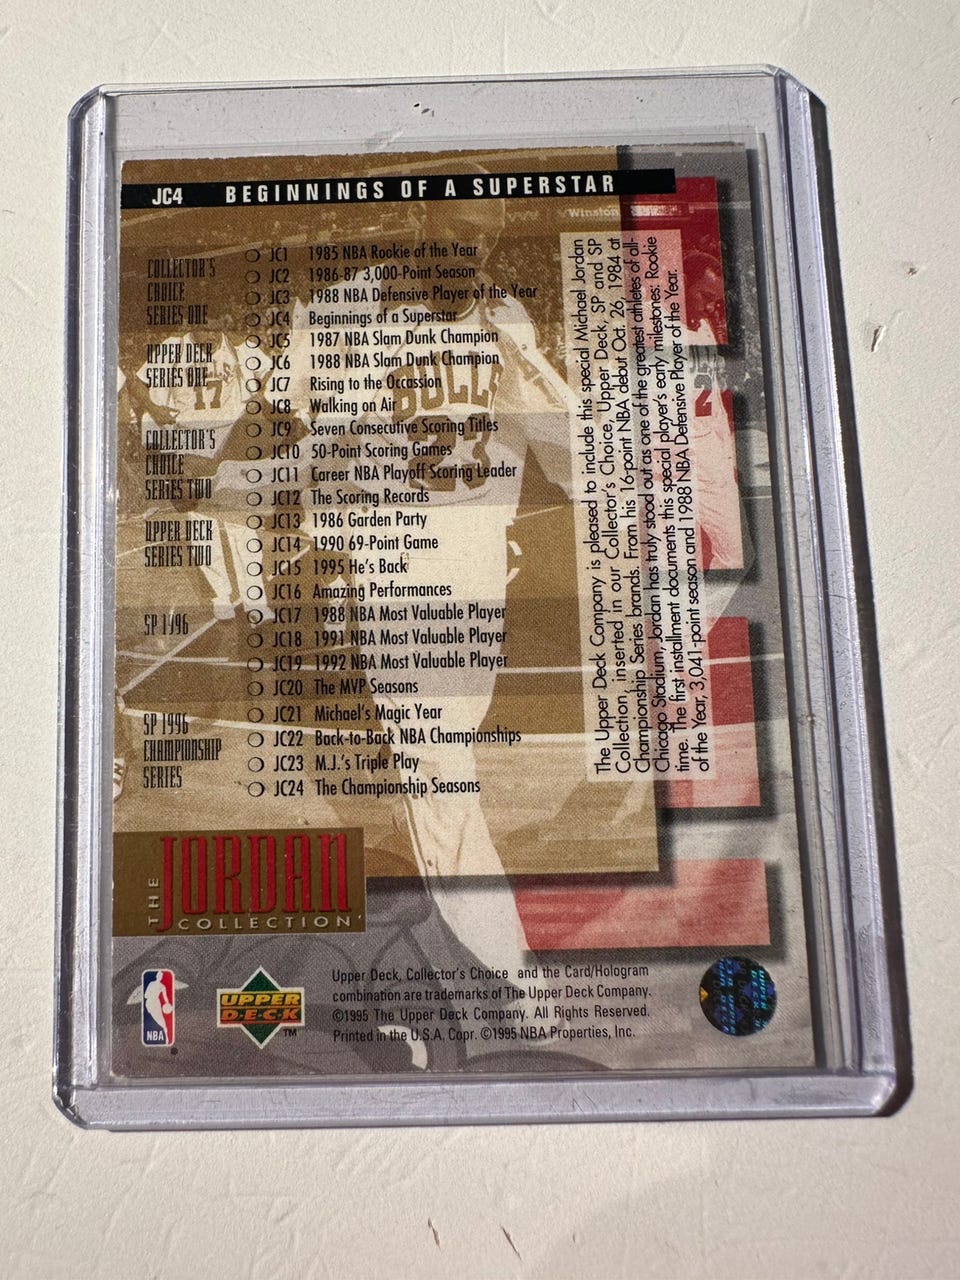 JC4 BEGINNINGS OF A SUPERSTAR
Winston
COLLECTOR'S
CHOICE
SERIES ONE
JC1 1985 NBA Rookie of the Year
JC2 1986-87 3,000-Point Season
JC3 1988 NBA Defensive Player of the Year
JC4 Beginnings of a Superstar
UPPER DECK
SERIES ONE
JC5 1987 NBA Slam Dunk Champion
JC6 1988 NBA Slam Dunk Champion
JC7 Rising to the Occassion
JC8 Walking on Air
COLLECTOR'S
CHOICE
SERIES TWO
JC9 Seven Consecutive Scoring Titles
JC10 50-Point Scoring Games
JC11 Career NBA Playoff Scoring Leader
JC12 The Scoring Records
UPPER DECK
SERIES TWO
JC13 1986 Garden Party
JC14 1990 69-Point Game
JC15 1995 He's Back
JC16 Amazing Performances
SP 1996
JC17 1988 NBA Most Valuable Player
JC18 1991 NBA Most Valuable Player
JC19 1992 NBA Most Valuable Player
JC20 The MVP Seasons
SP 1996
CHAMPIONSHIP
SERIES
JC21 Michael's Magic Year
JC22 Back-to-Back NBA Championships
JC23 M.J.'s Triple Play
JC24 The Championship Seasons
BULLS
23
17
The Upper Deck Company is pleased to include this special Michael Jordan
Collection, inserted in our Collector's Choice, Upper Deck, SP and SP
Championship Series brands. From his 16-point NBA debut Oct. 26, 1984 at
Chicago Stadium, Jordan has truly stood out as one of the greatest athletes of all-
time. The first installment documents this special player's early milestones: Rookie
of the Year, 3,041-point season and 1988 NBA Defensive Player of the Year.
THE
JORDAN
COLLECTION
NBA
UPPER
DECK
TM
Upper Deck, Collector's Choice and the Card/Hologram
combination are trademarks of The Upper Deck Company.
©1995 The Upper Deck Company. All Rights Reserved.
Printed in the U.S.A. Copr. ©1995 NBA Properties, Inc.